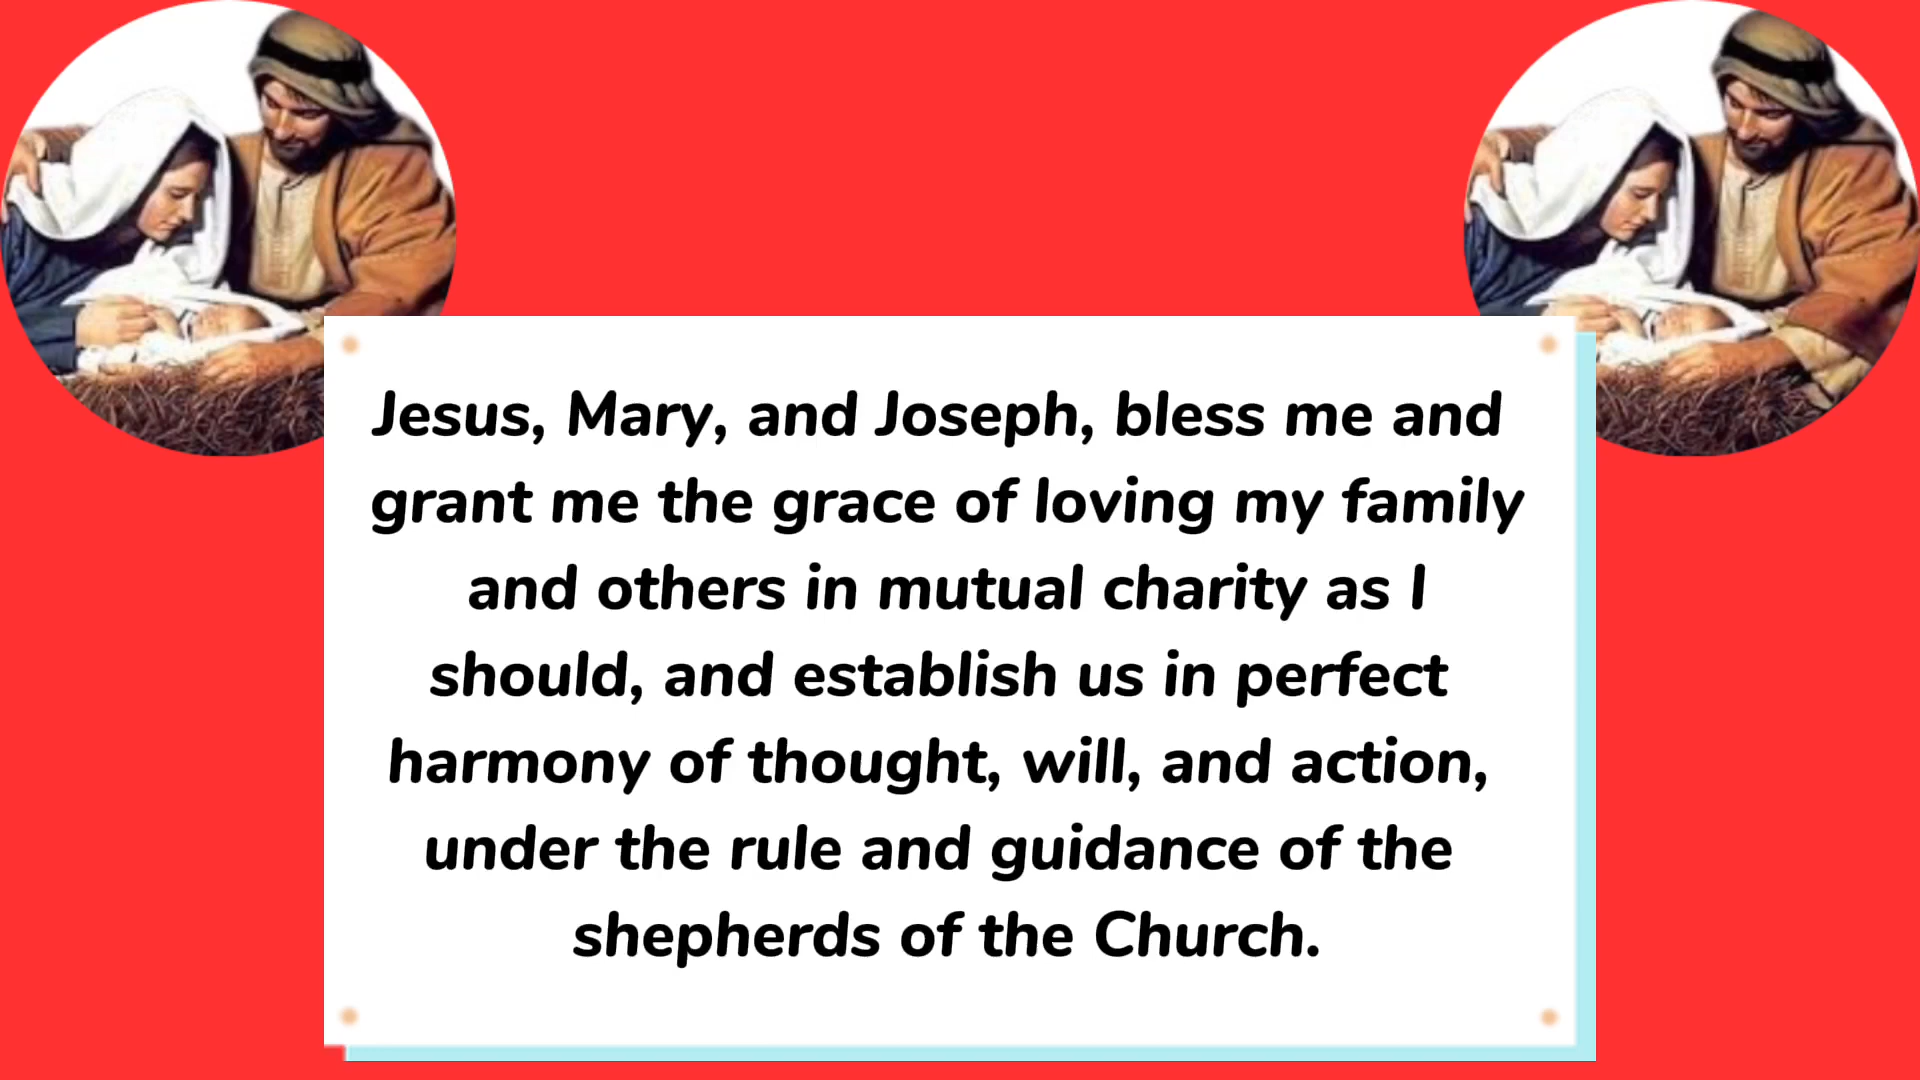 Jesus, Mary, and Joseph, bless me and
grant me the grace of loving my family
and others in mutual charity as I
should, and establish us in perfect
harmony of thought, will, and action,
under the rule and guidance of the
shepherds of the Church.